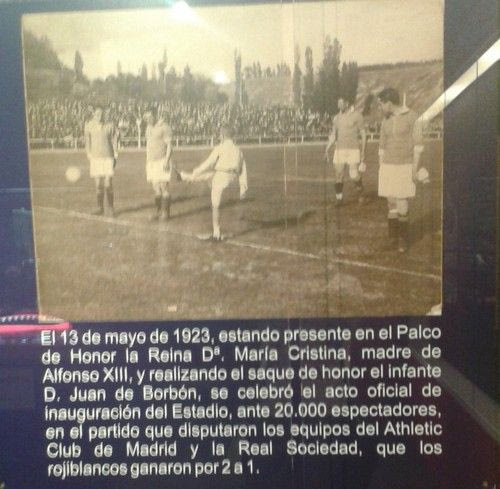 El 13 de mayo de 1923, estando presente en el Palco
de Honor la Reina Dª. María Cristina, madre de
Alfonso XIII, y realizando el saque de honor el infante
D. Juan de Borbón, se celebró el acto oficial de
inauguración del Estadio, ante 20.000 espectadores,
en el partido que disputaron los equipos del Athletic
Club de Madrid y la Real Sociedad, que los
rojiblancos ganaron por 2 a 1.